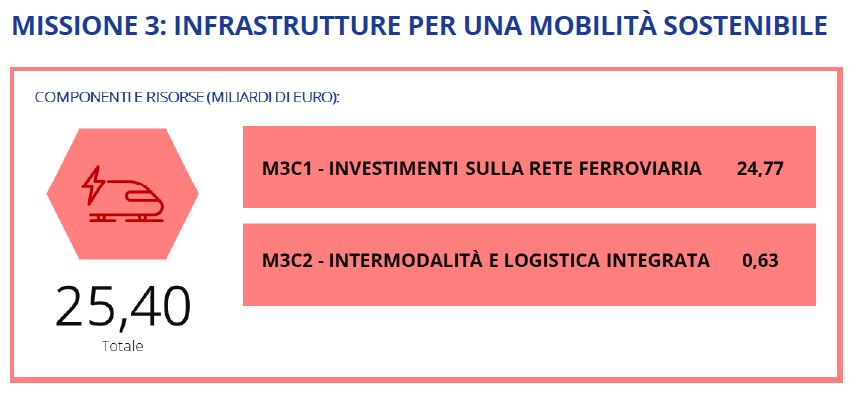 MISSIONE 3: INFRASTRUTTURE PER UNA MOBILITÀ SOSTENIBILE
COMPONENTI E RISORSE (MILIARDI DI EURO):
M3C1 - INVESTIMENTI SULLA RETE FERROVIARIA 24,77
M3C2 - INTERMODALITÀ E LOGISTICA INTEGRATA 0,63
25,40
Totale